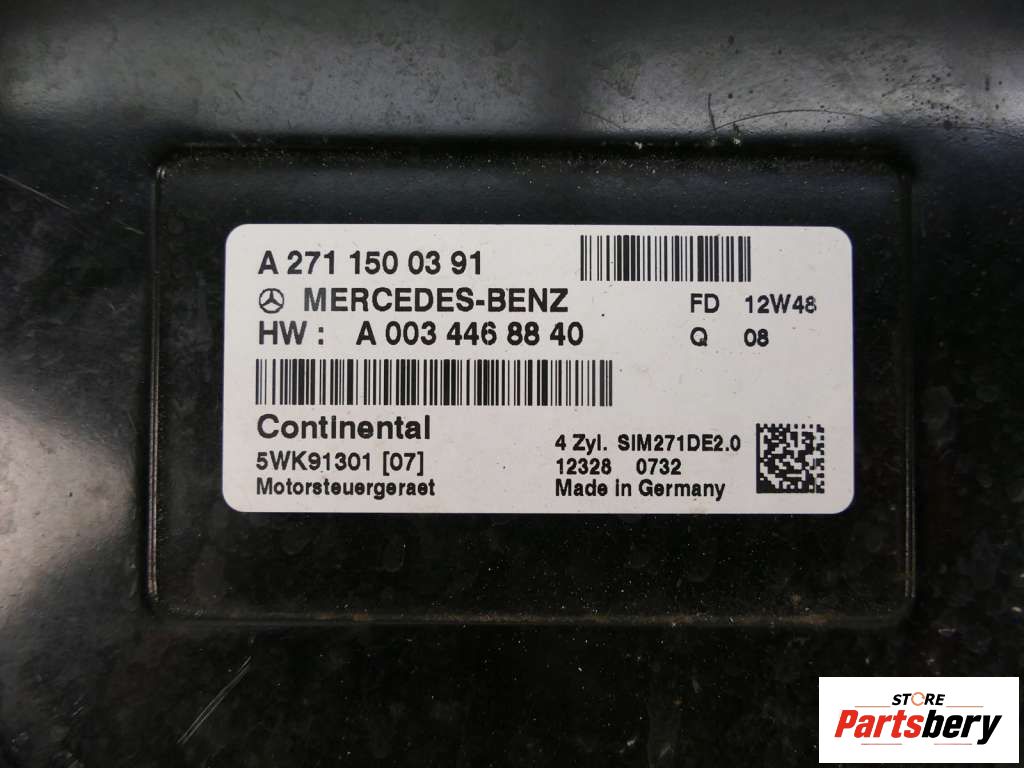 A 271 150 03 91
MERCEDES-BENZ
HW : A 003 446 88 40
FD 12W48
Q 08
Continental
5WK91301 [07]
Motorsteuergeraet
4 Zyl. SIM271DE2.0
12328 0732
Made in Germany
STORE
Partsbery